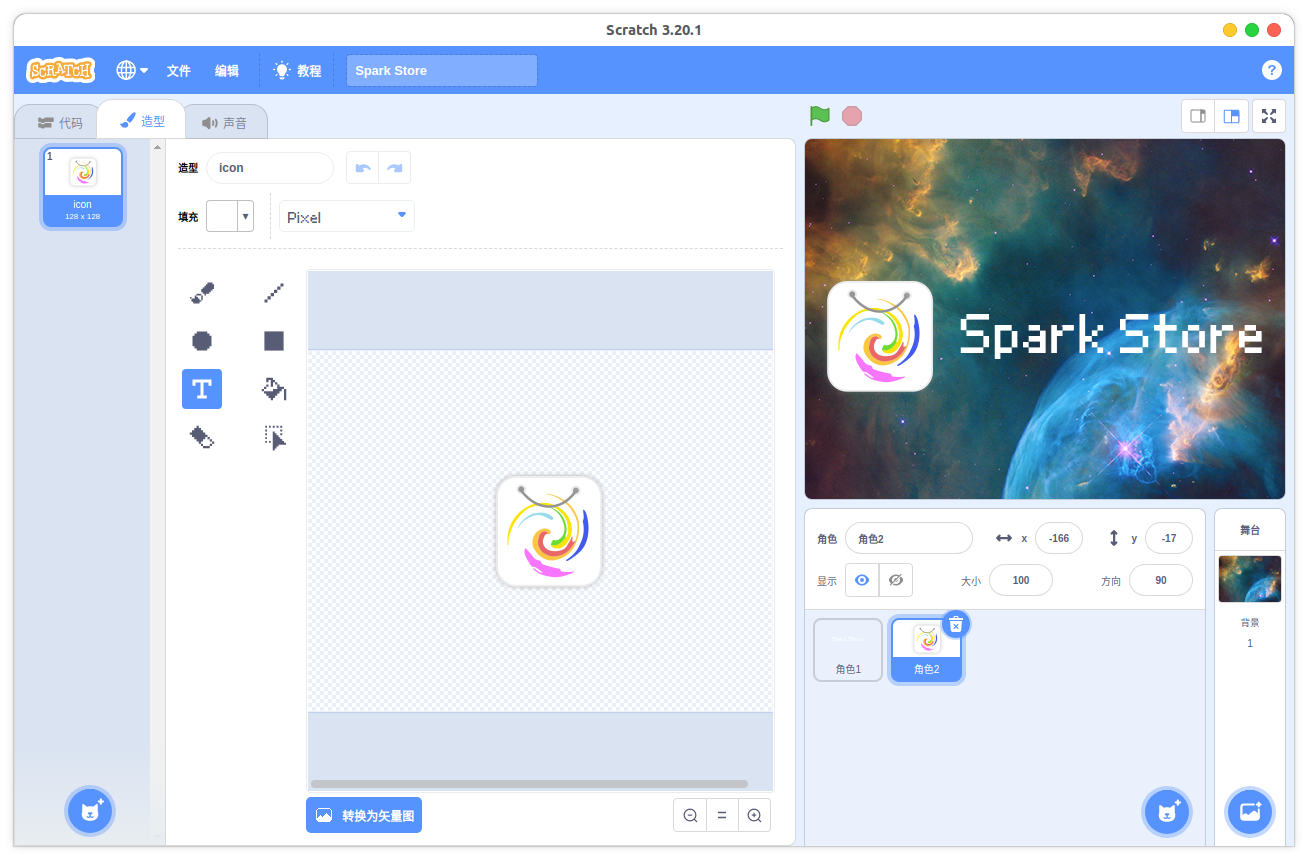 Scratch 3.20.1
SCRATCH
文件
编辑
教程
Spark Store
?
代码
造型
声音
1
icon
128 x 128
造型
icon
填充
Pixel
T
转换为矢量图
Spark Store
角色
角色2
x
-166
y
-17
显示
大小
100
方向
90
角色1
角色2
舞台
背景
1